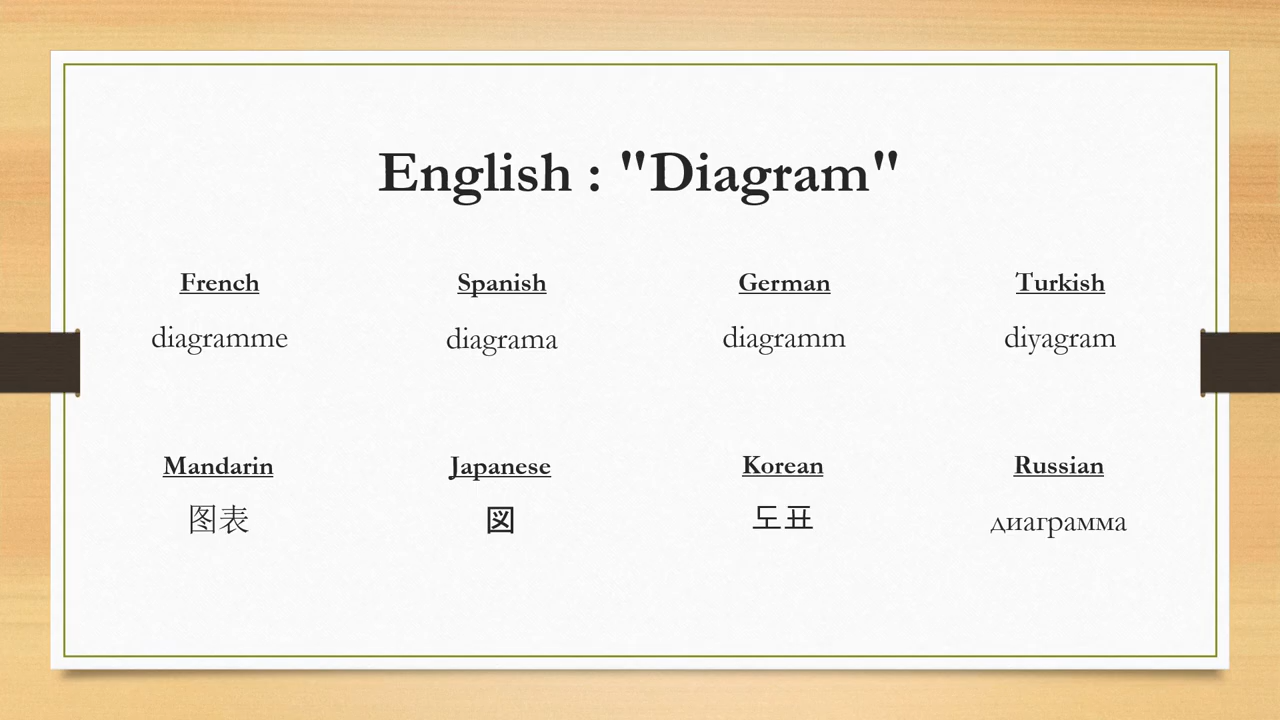 English : "Diagram"
French Spanish German Turkish
diagramme diagrama diagramm diyagram
Mandarin Japanese Korean Russian
图表 図 도표 диаграмма